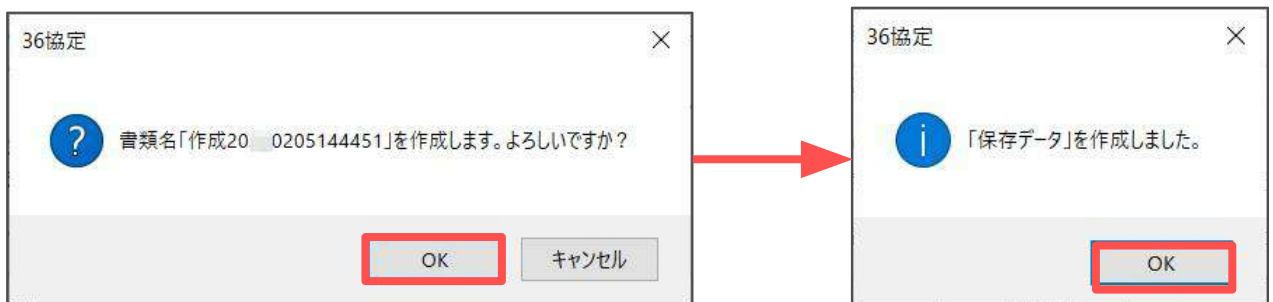 36協定
書類名「作成20 0205144451」を作成します。よろしいですか？
OK
キャンセル
36協定
「保存データ」を作成しました。
OK